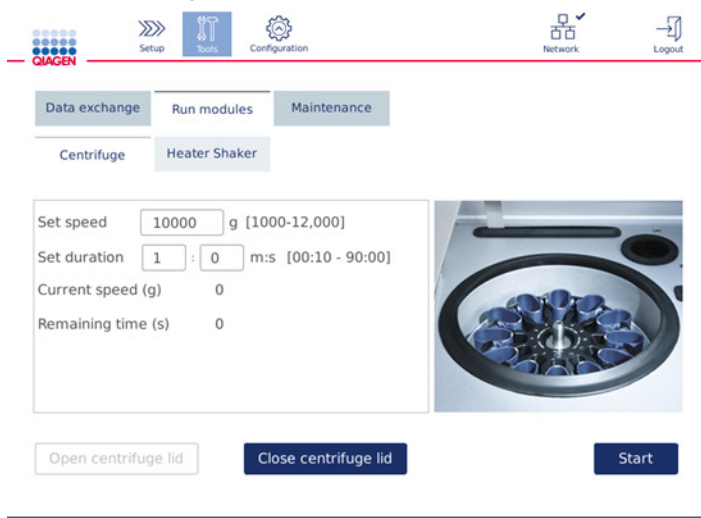 QIAGEN
Setup
Tools
Configuration
Network
Logout
Data exchange
Run modules
Maintenance
Centrifuge
Heater Shaker
Set speed 10000 g [1000-12,000]
Set duration 1 : 0 m:s [00:10 - 90:00]
Current speed (g) 0
Remaining time (s) 0
Open centrifuge lid
Close centrifuge lid
Start